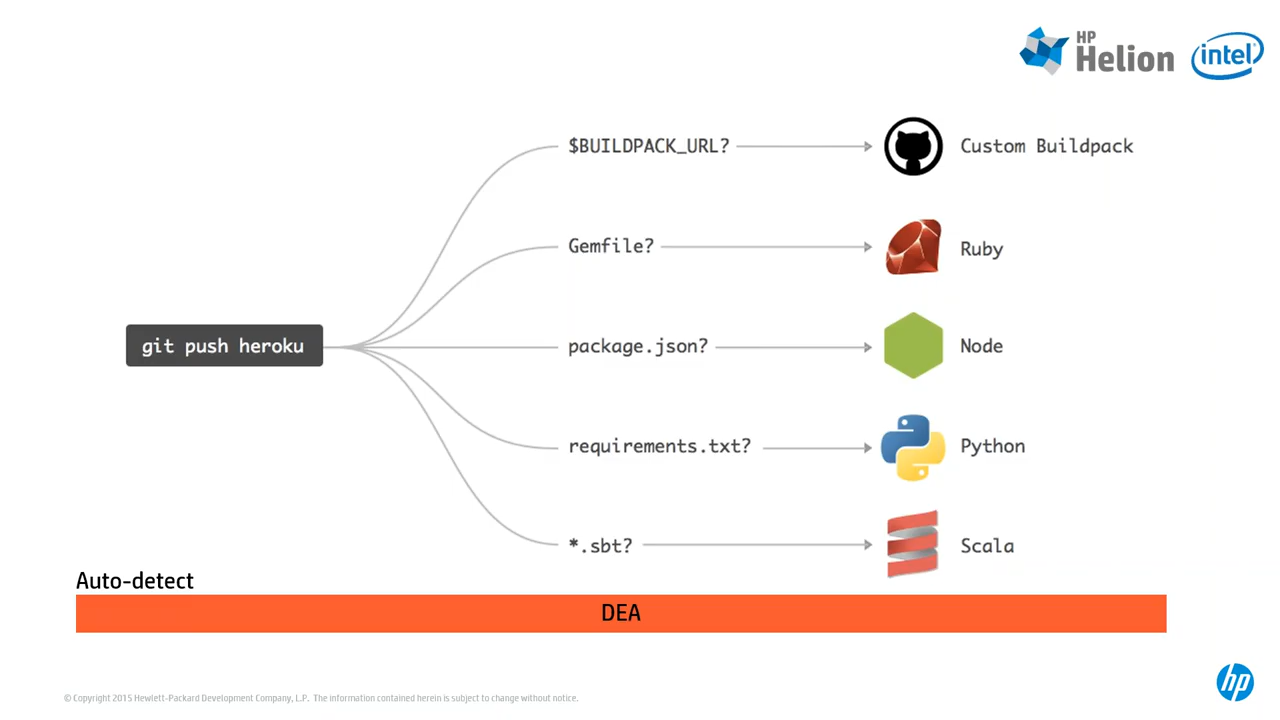 HP
Helion
intel
$BUILDPACK_URL?
Custom Buildpack
Gemfile?
Ruby
git push heroku
package.json?
Node
requirements.txt?
Python
*.sbt?
Scala
Auto-detect
DEA
© Copyright 2015 Hewlett-Packard Development Company, L.P. The information contained herein is subject to change without notice.
hp